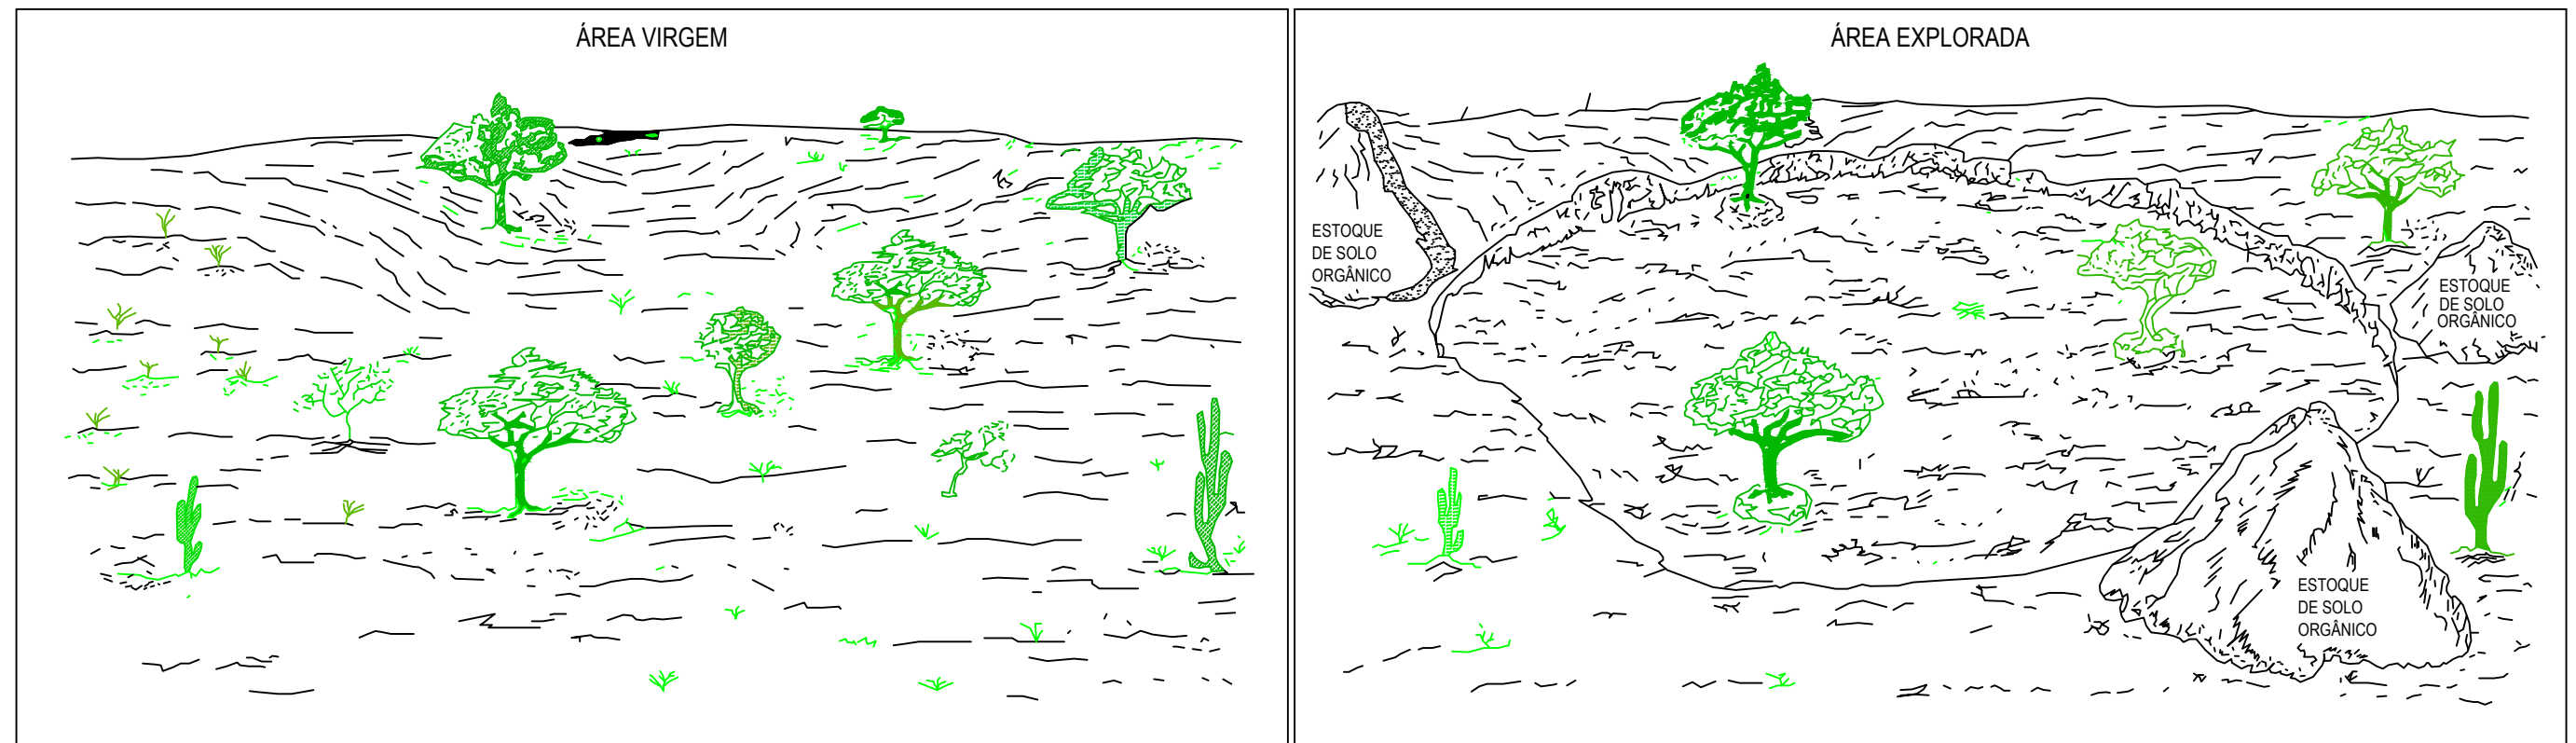 ÁREA VIRGEM
ÁREA EXPLORADA
ESTOQUE
DE SOLO
ORGÂNICO
ESTOQUE
DE SOLO
ORGÂNICO
ESTOQUE
DE SOLO
ORGÂNICO